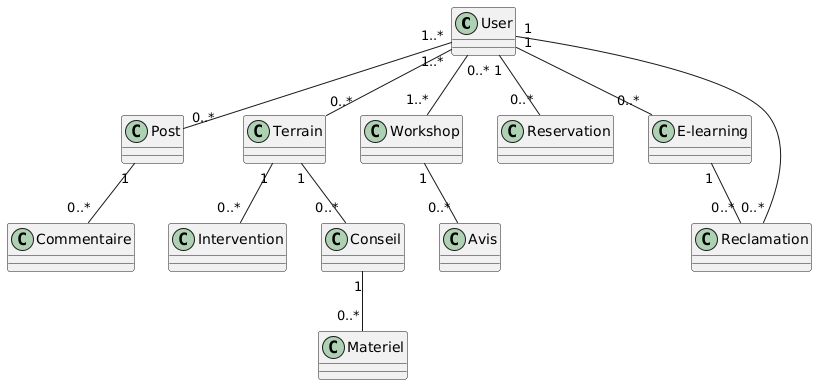 C User
1..*
1
1..*
1
0..* 1
0..*
0..*
1..*
0..*
0..*
C Post
C Terrain
C Workshop
C Reservation
C E-learning
1
1
1
1
1
0..*
0..*
0..*
0..*
0..* 0..*
C Commentaire
C Intervention
C Conseil
C Avis
C Reclamation
1
0..*
C Materiel